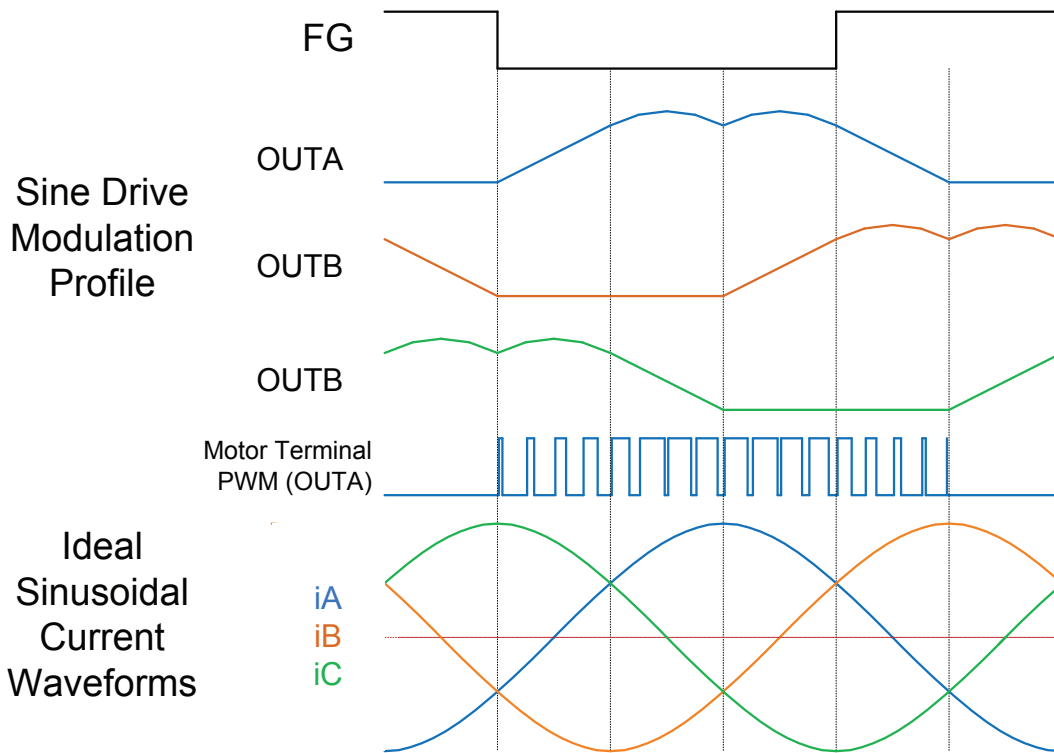 FG
OUTA
Sine Drive
Modulation
Profile
OUTB
OUTB
Motor Terminal
PWM (OUTA)
Ideal
Sinusoidal
Current
Waveforms
iA
iB
iC